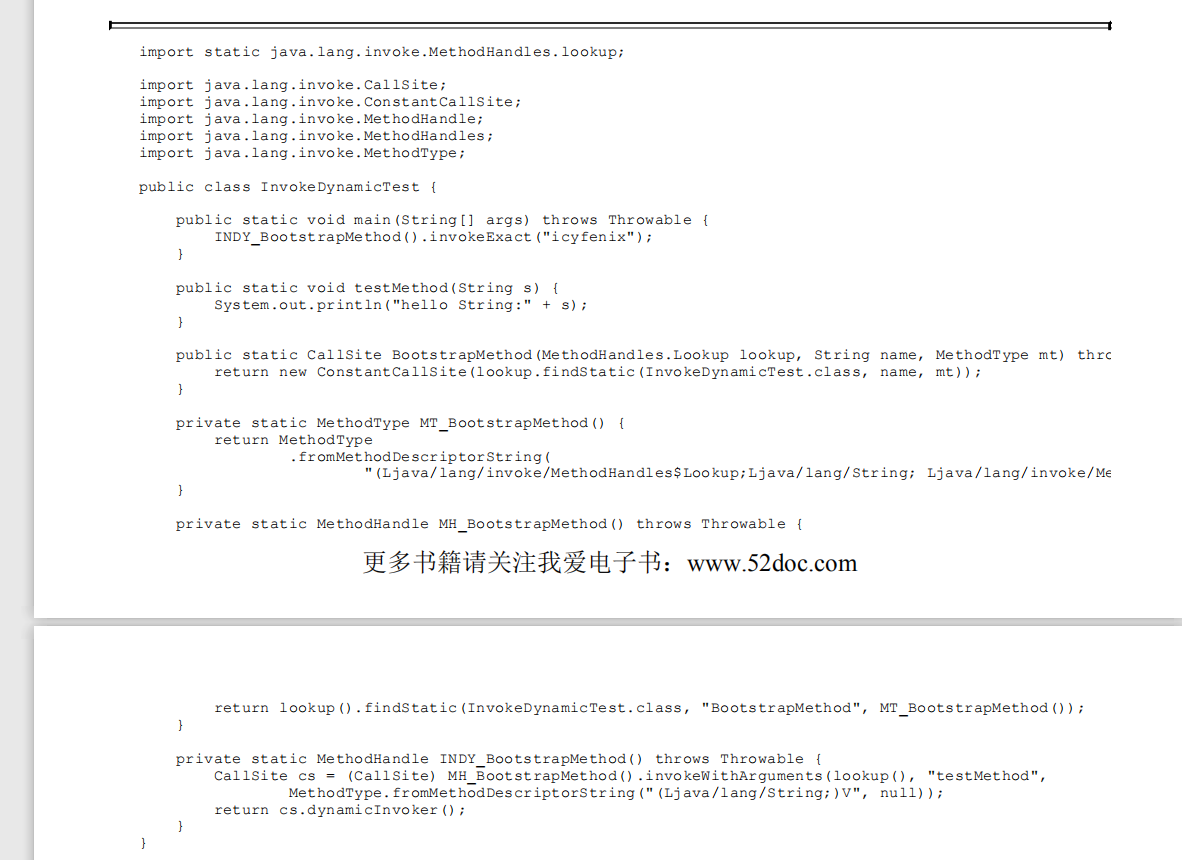 import static java.lang.invoke.MethodHandles.lookup;
import java.lang.invoke.CallSite;
import java.lang.invoke.ConstantCallSite;
import java.lang.invoke.MethodHandle;
import java.lang.invoke.MethodHandles;
import java.lang.invoke.MethodType;
public class InvokeDynamicTest {
public static void main(String[] args) throws Throwable {
INDY_BootstrapMethod().invokeExact("icyfenix");
}
public static void testMethod(String s) {
System.out.println("hello String:" + s);
}
public static CallSite BootstrapMethod(MethodHandles.Lookup lookup, String name, MethodType mt) thrc
return new ConstantCallSite(lookup.findStatic(InvokeDynamicTest.class, name, mt));
}
private static MethodType MT_BootstrapMethod() {
return MethodType
.fromMethodDescriptorString(
"(Ljava/lang/invoke/MethodHandles$Lookup;Ljava/lang/String; Ljava/lang/invoke/Me
}
private static MethodHandle MH_BootstrapMethod() throws Throwable {
更多书籍请关注我爱电子书：www.52doc.com
return lookup().findStatic(InvokeDynamicTest.class, "BootstrapMethod", MT_BootstrapMethod());
}
private static MethodHandle INDY_BootstrapMethod() throws Throwable {
CallSite cs = (CallSite) MH_BootstrapMethod().invokeWithArguments(lookup(), "testMethod",
MethodType.fromMethodDescriptorString("(Ljava/lang/String;)V", null));
return cs.dynamicInvoker();
}
}